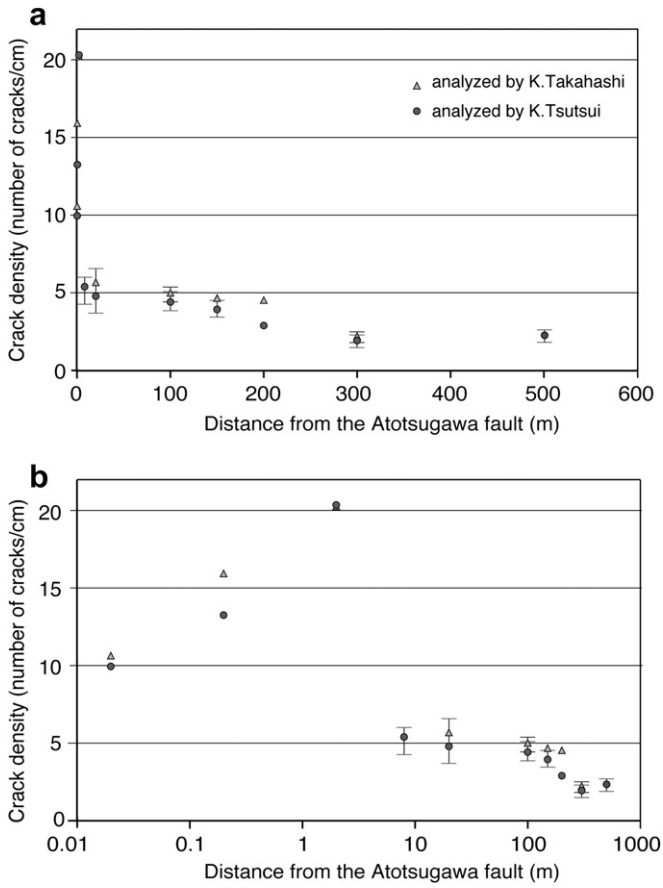 a
Crack density (number of cracks/cm)
20
15
10
5
0
analyzed by K.Takahashi
analyzed by K.Tsutsui
0 100 200 300 400 500 600
Distance from the Atotsugawa fault (m)
b
Crack density (number of cracks/cm)
20
15
10
5
0
0.01 0.1 1 10 100 1000
Distance from the Atotsugawa fault (m)